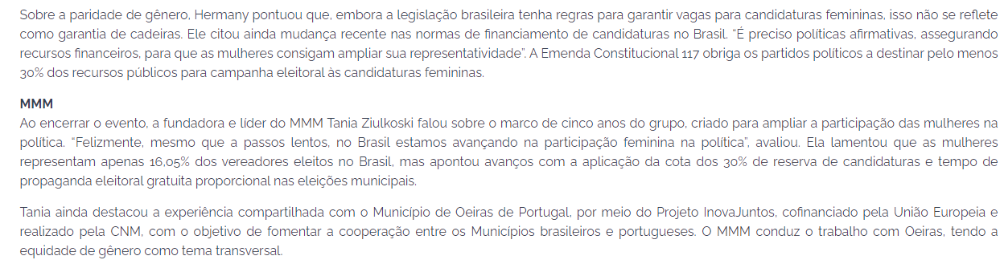 Sobre a paridade de gênero, Hermany pontuou que, embora a legislação brasileira tenha regras para garantir vagas para candidaturas femininas, isso não se reflete
como garantia de cadeiras. Ele citou ainda mudança recente nas normas de financiamento de candidaturas no Brasil. “É preciso políticas afirmativas, assegurando
recursos financeiros, para que as mulheres consigam ampliar sua representatividade”. A Emenda Constitucional 117 obriga os partidos políticos a destinar pelo menos
30% dos recursos públicos para campanha eleitoral às candidaturas femininas.
MMM
Ao encerrar o evento, a fundadora e líder do MMM Tania Ziulkoski falou sobre o marco de cinco anos do grupo, criado para ampliar a participação das mulheres na
política. “Felizmente, mesmo que a passos lentos, no Brasil estamos avançando na participação feminina na política”, avaliou. Ela lamentou que as mulheres
representam apenas 16,05% dos vereadores eleitos no Brasil, mas apontou avanços com a aplicação da cota dos 30% de reserva de candidaturas e tempo de
propaganda eleitoral gratuita proporcional nas eleições municipais.
Tania ainda destacou a experiência compartilhada com o Município de Oeiras de Portugal, por meio do Projeto InovaJuntos, cofinanciado pela União Europeia e
realizado pela CNM, com o objetivo de fomentar a cooperação entre os Municípios brasileiros e portugueses. O MMM conduz o trabalho com Oeiras, tendo a
equidade de gênero como tema transversal.